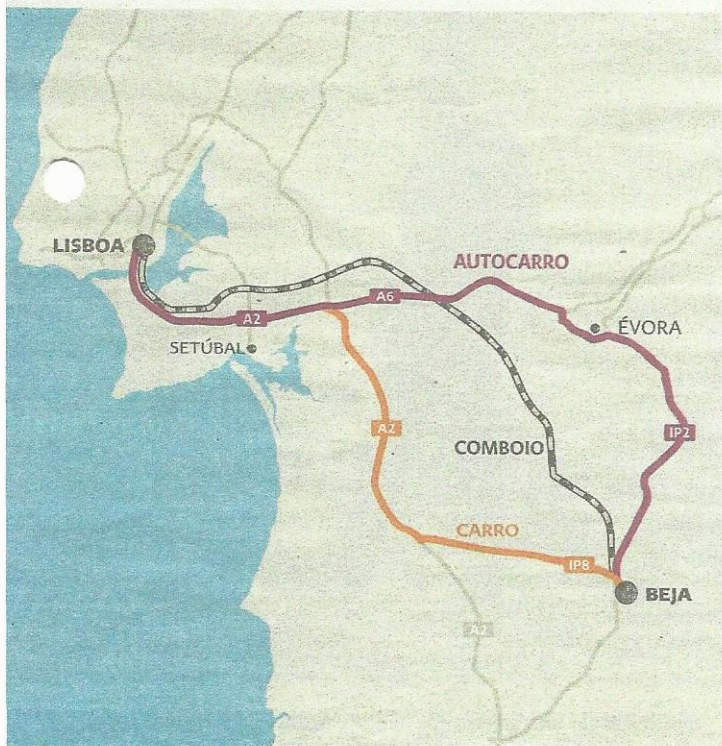 LISBOA
AUTOCARRO
A6
A2
ÉVORA
SETÚBAL
A2
IP2
COMBOIO
CARRO
IP8
BEJA
A2